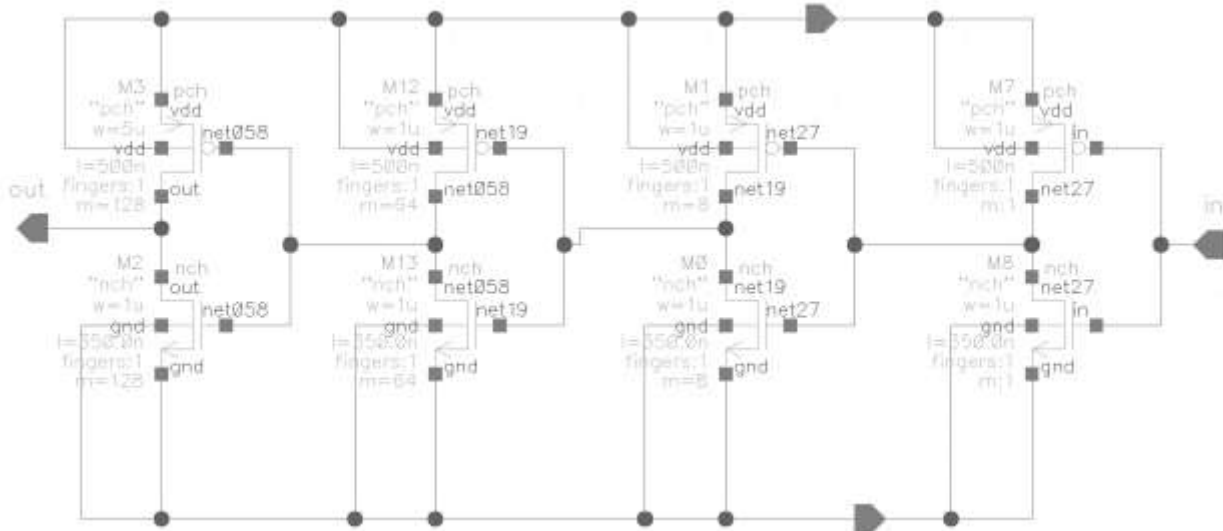 M3
pch
"pch"
vdd
w=5u
net058
vdd
l=500n
fingers:1
out
m=128
M12
pch
"pch"
vdd
w=1u
net19
vdd
l=500n
fingers:1
net058
m=64
M1
pch
"pch"
vdd
w=1u
net27
vdd
l=500n
fingers:1
net19
m=8
M7
pch
"pch"
vdd
w=1u
in
vdd
l=500n
fingers:1
net27
m:1
out
in
M2
nch
"nch"
out
w=1u
net058
gnd
l=350.0n
fingers:1
gnd
m=128
M13
nch
"nch"
net058
w=1u
net19
gnd
l=350.0n
fingers:1
gnd
m=64
M0
nch
"nch"
net19
w=1u
net27
gnd
l=350.0n
fingers:1
gnd
m=8
M8
nch
"nch"
net27
w=1u
in
gnd
l=350.0n
fingers:1
gnd
m:1